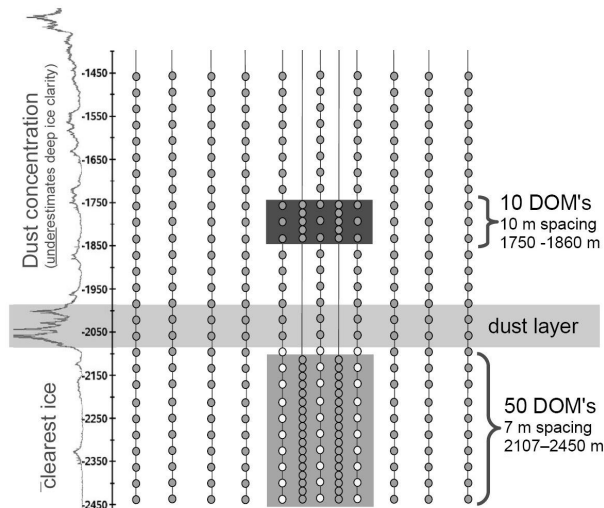 Dust concentration
(underestimates deep ice clarity)
clearest ice
-1450
-1550
-1650
-1750
-1850
-1950
-2050
-2150
-2250
-2350
-2450
10 DOM's
10 m spacing
1750 -1860 m
dust layer
50 DOM's
7 m spacing
2107–2450 m